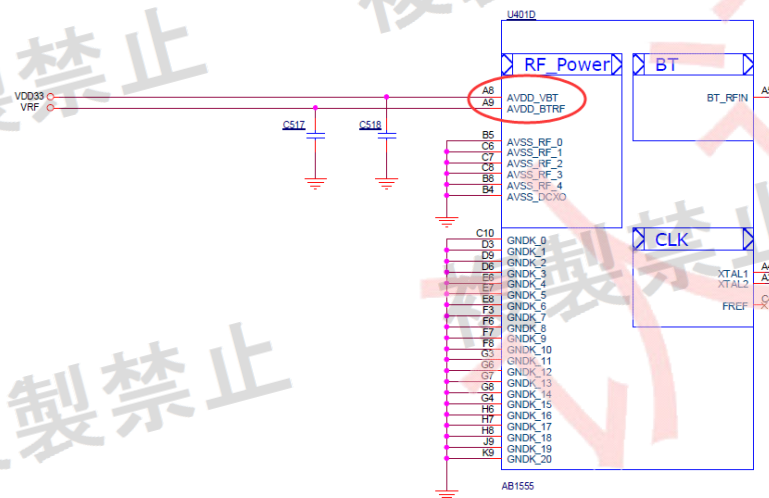 複製禁止
U401D
RF_Power
BT
VDD33
VRF
A8
A9
AVDD_VBT
AVDD_BTRF
BT_RFIN
C517
C518
B5
C6
C7
C8
B8
B4
AVSS_RF_0
AVSS_RF_1
AVSS_RF_2
AVSS_RF_3
AVSS_RF_4
AVSS_DCXO
C10
D3
D9
D6
E6
E7
E8
F3
F6
F7
F8
G3
G6
G7
G8
G4
H6
H7
H8
J9
K9
GNDK_0
GNDK_1
GNDK_2
GNDK_3
GNDK_4
GNDK_5
GNDK_6
GNDK_7
GNDK_8
GNDK_9
GNDK_10
GNDK_11
GNDK_12
GNDK_13
GNDK_14
GNDK_15
GNDK_16
GNDK_17
GNDK_18
GNDK_19
GNDK_20
CLK
XTAL1
XTAL2
FREF
複製禁止
製禁止
AB1555